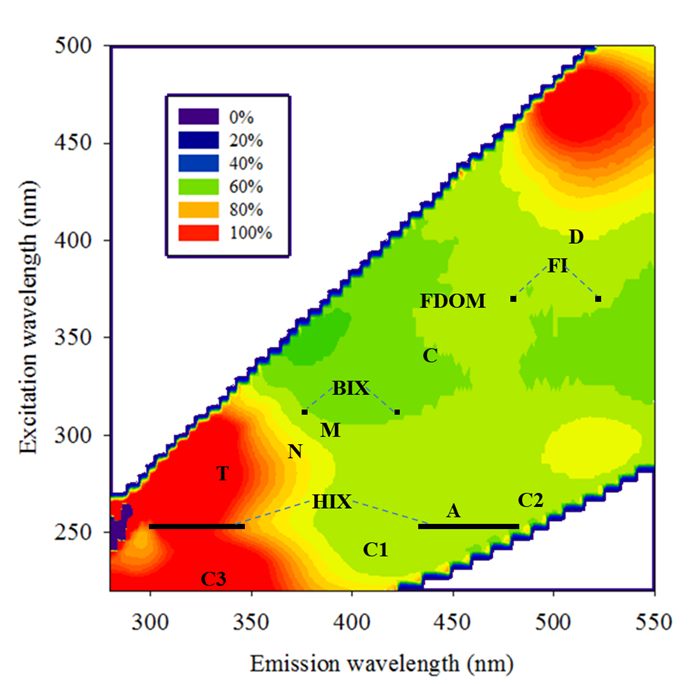 500
450
400
350
300
250
0%
20%
40%
60%
80%
100%
D
FI
FDOM
C
BIX
M
N
T
HIX
A
C2
C1
C3
300 350 400 450 500 550
Emission wavelength (nm)
Excitation wavelength (nm)